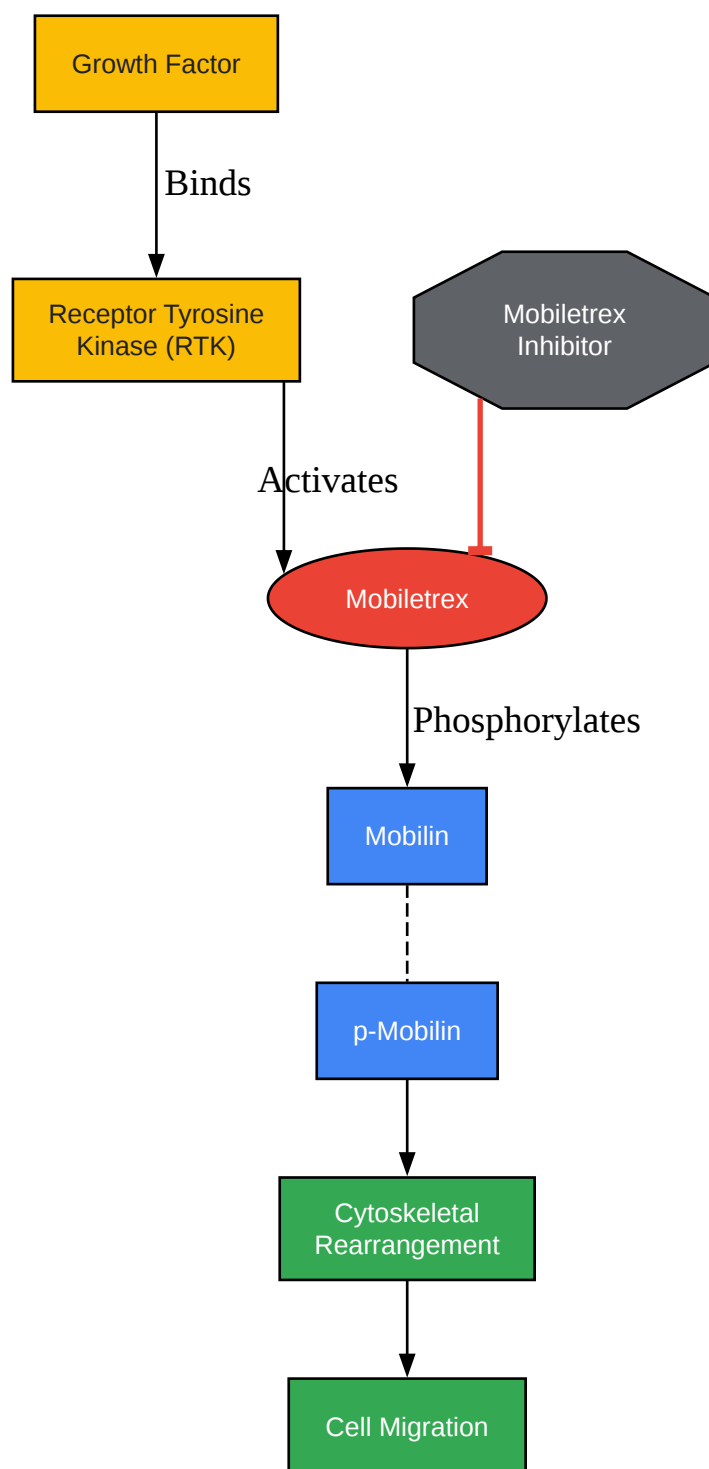 Growth Factor
Binds
Receptor Tyrosine
Kinase (RTK)
Mobiletrex
Inhibitor
Activates
Mobiletrex
Phosphorylates
Mobilin
p-Mobilin
Cytoskeletal
Rearrangement
Cell Migration